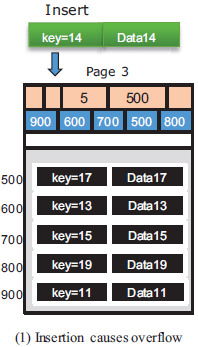 Insert
key=14 Data14
Page 3
5 500
900 600 700 500 800
500 key=17 Data17
600 key=13 Data13
700 key=15 Data15
800 key=19 Data19
900 key=11 Data11
(1) Insertion causes overflow